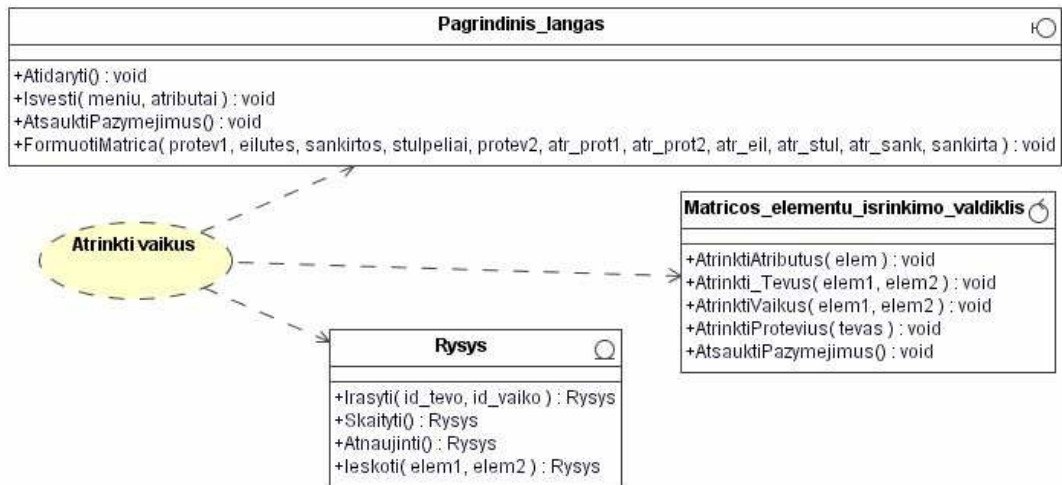 Pagrindinis_langas
+Atidaryti() : void
+Isvesti( meniu, atributai ) : void
+AtsauktiPazymejimus() : void
+FormuotiMatrica( protev1, eilutes, sankirtos, stulpeliai, protev2, atr_prot1, atr_prot2, atr_eil, atr_stul, atr_sank, sankirta ) : void
Atrinkti vaikus
Matricos_elementu_isrinkimo_valdiklis
+AtrinktiAtributus( elem ) : void
+Atrinkti_Tevus( elem1, elem2 ) : void
+AtrinktiVaikus( elem1, elem2 ) : void
+AtrinktiProtevius( tevas ) : void
+AtsauktiPazymejimus() : void
Rysys
+Irasyti( id_tevo, id_vaiko ) : Rysys
+Skaityti() : Rysys
+Atnaujinti() : Rysys
+Ieskoti( elem1, elem2 ) : Rysys